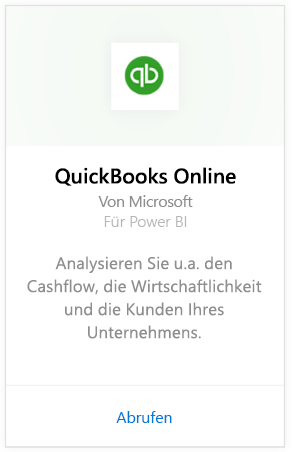 qb
QuickBooks Online
Von Microsoft
Für Power BI
Analysieren Sie u.a. den
Cashflow, die Wirtschaftlichkeit
und die Kunden Ihres
Unternehmens.
Abrufen